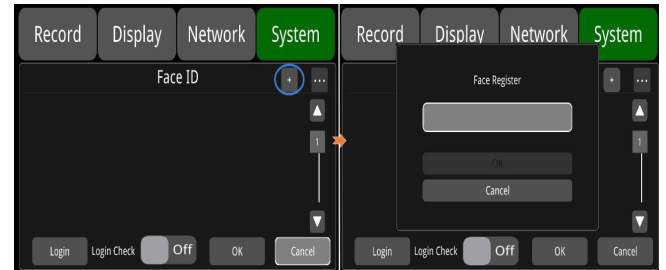 Record Display Network System
Face ID + ...
1
Login Login Check Off OK Cancel
Record Display Network System
Face Register + ...
1
OK
Cancel
Login Login Check Off OK Cancel